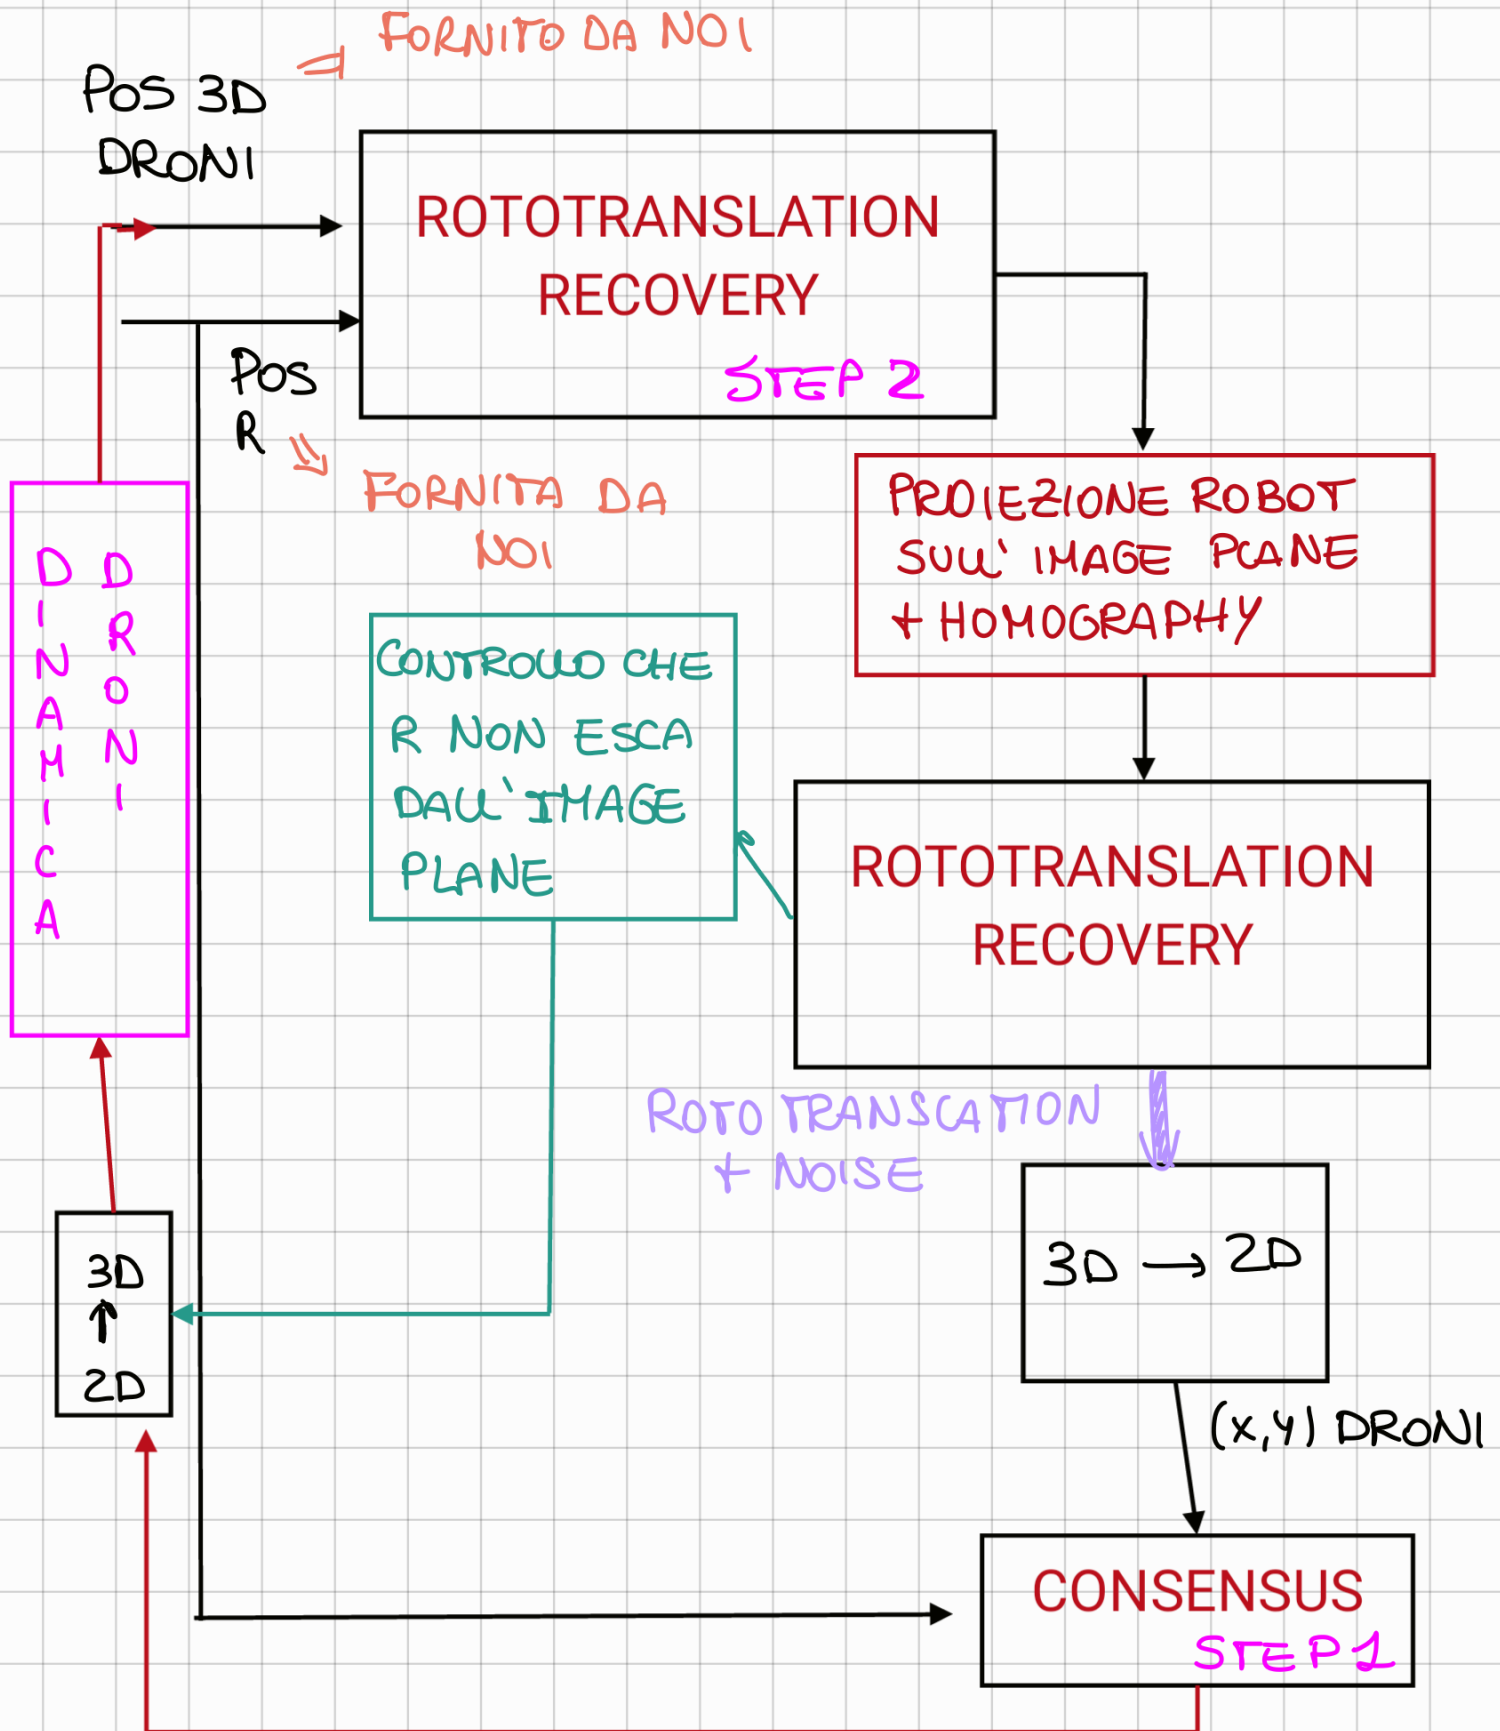 FORNITO DA NOI
POS 3D
DRONI
ROTOTRANSLATION
RECOVERY
STEP 2
POS
R
FORNITA DA
NOI
PROIEZIONE ROBOT
SULL' IMAGE PLANE
+ HOMOGRAPHY
DINAMICA
DRONI
CONTROLLO CHE
R NON ESCA
DALL'IMAGE
PLANE
ROTOTRANSLATION
RECOVERY
ROTO TRANSLATION
+ NOISE
3D → 2D
3D
↑
2D
(x,y) DRONI
CONSENSUS
STEP 1